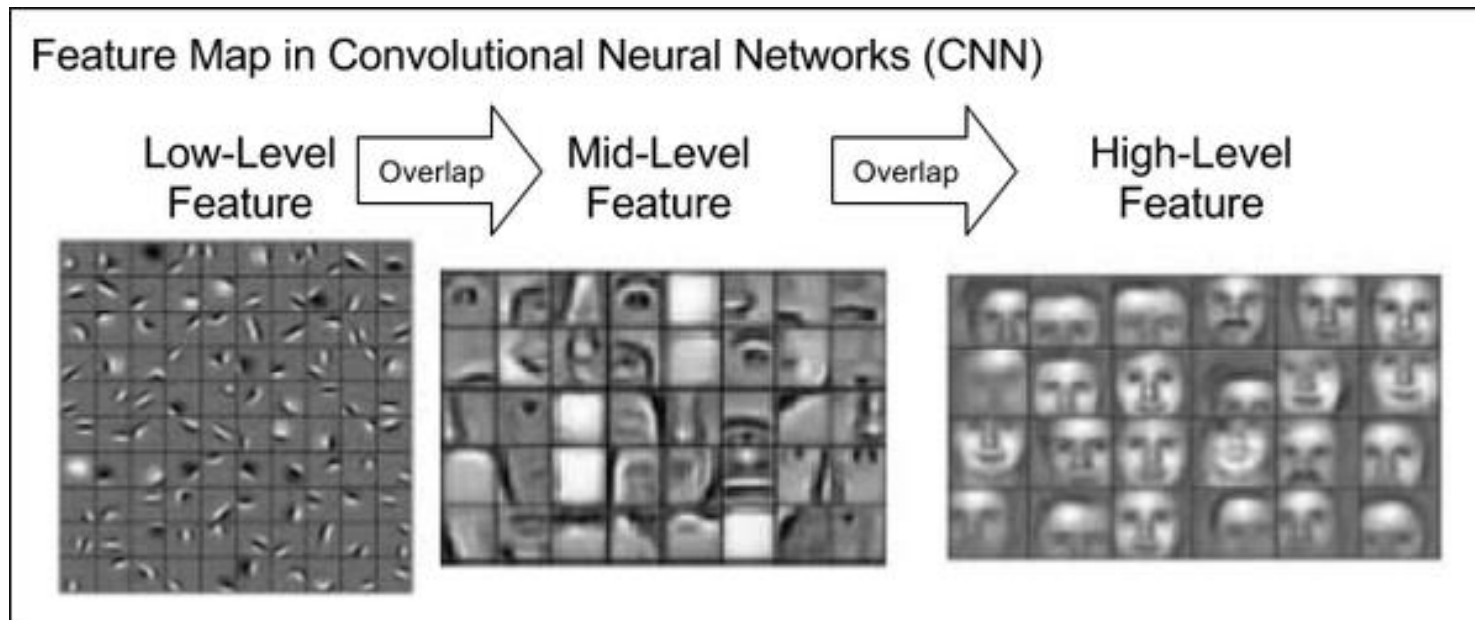 Feature Map in Convolutional Neural Networks (CNN)
Low-Level
Feature
Overlap
Mid-Level
Feature
Overlap
High-Level
Feature